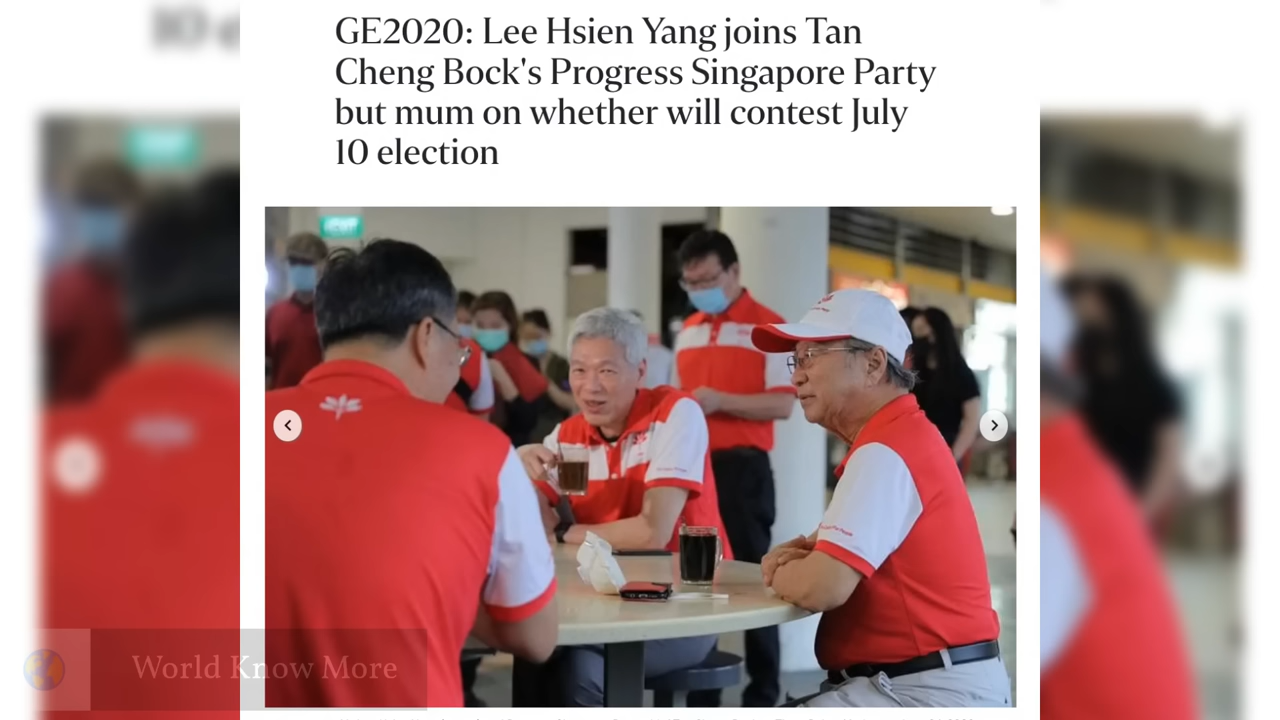 GE2020: Lee Hsien Yang joins Tan
Cheng Bock's Progress Singapore Party
but mum on whether will contest July
10 election
EXIT
World Know More